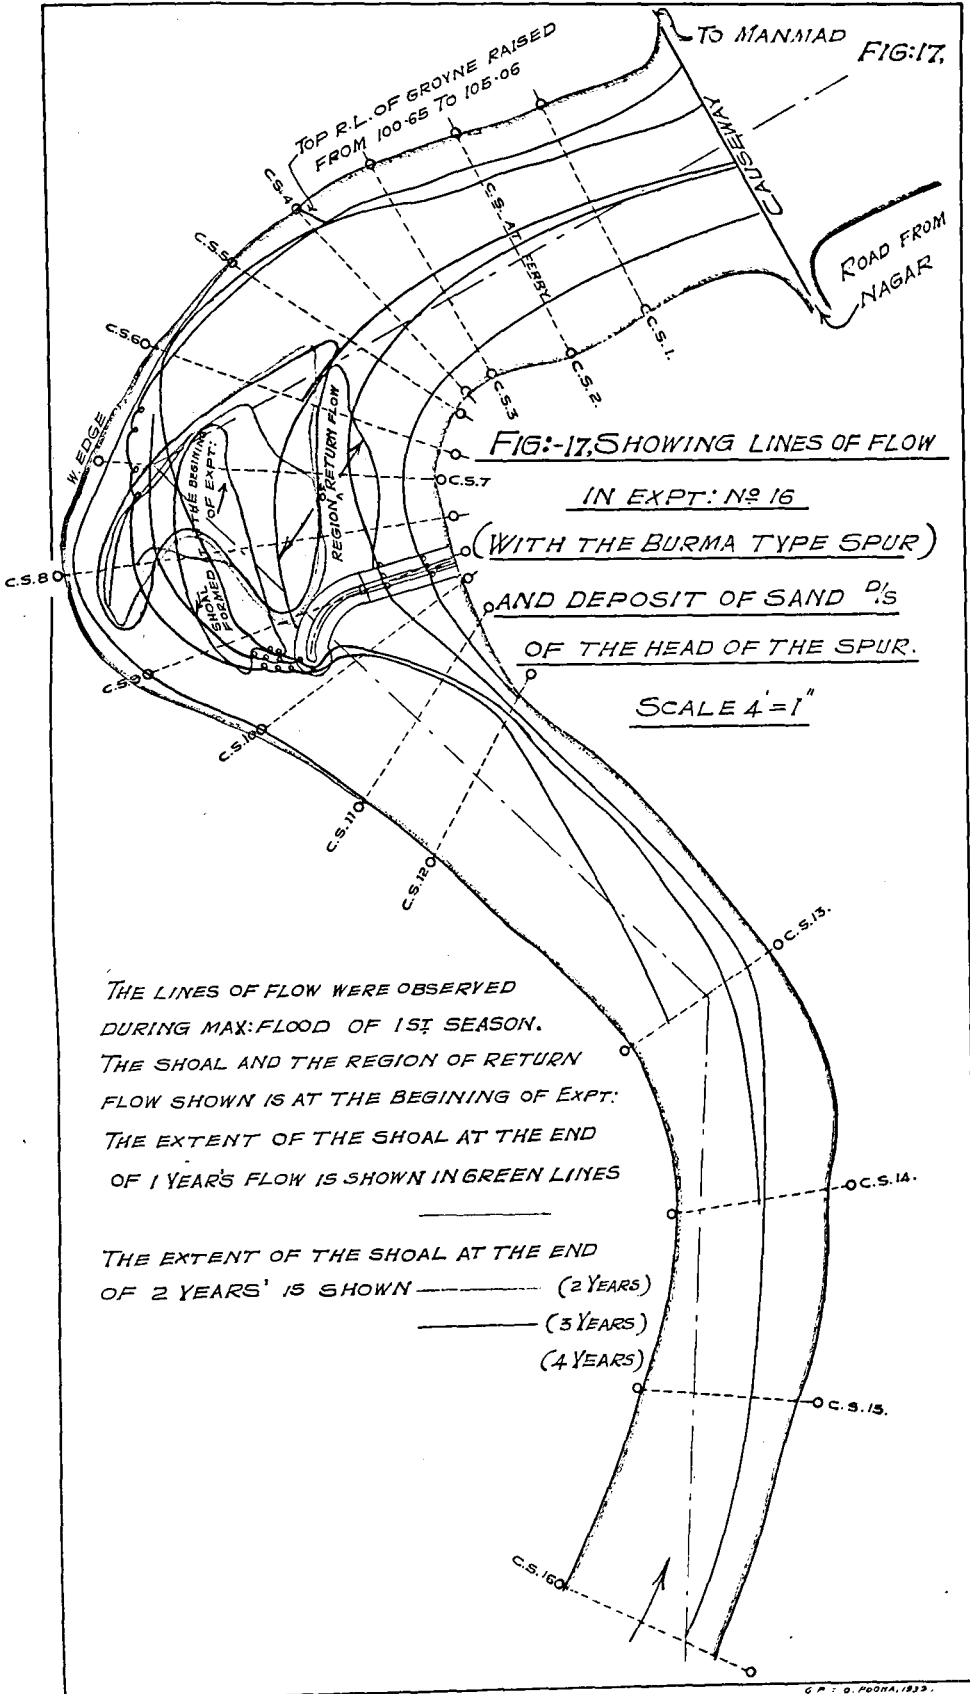 TO MANMAD
FIG:17,
TOP R.L. OF GROYNE RAISED
FROM 100.65 TO 105.06
CAUSEWAY
ROAD FROM
NAGAR
C.S.4
C.S.5
C.S.6
W. EDGE
C.S. AT FERRY
C.S.1.
C.S.2.
C.S.3
C.S.7
C.S.8
C.S.9
C.S.10
C.S.11
C.S.12
SHOAL THE BEGINING
FORMED OF EXPT:
REGION OF RETURN FLOW
FIG:-17, SHOWING LINES OF FLOW
IN EXPT: Nº 16
(WITH THE BURMA TYPE SPUR)
AND DEPOSIT OF SAND D/S
OF THE HEAD OF THE SPUR.
SCALE 4'=1"
C.S.13.
THE LINES OF FLOW WERE OBSERVED
DURING MAX:FLOOD OF 1ST SEASON.
THE SHOAL AND THE REGION OF RETURN
FLOW SHOWN IS AT THE BEGINING OF EXPT:
THE EXTENT OF THE SHOAL AT THE END
OF 1 YEAR'S FLOW IS SHOWN IN GREEN LINES
C.S.14.
THE EXTENT OF THE SHOAL AT THE END
OF 2 YEARS' IS SHOWN (2 YEARS)
(3 YEARS)
(4 YEARS)
C.S.15.
C.S.16